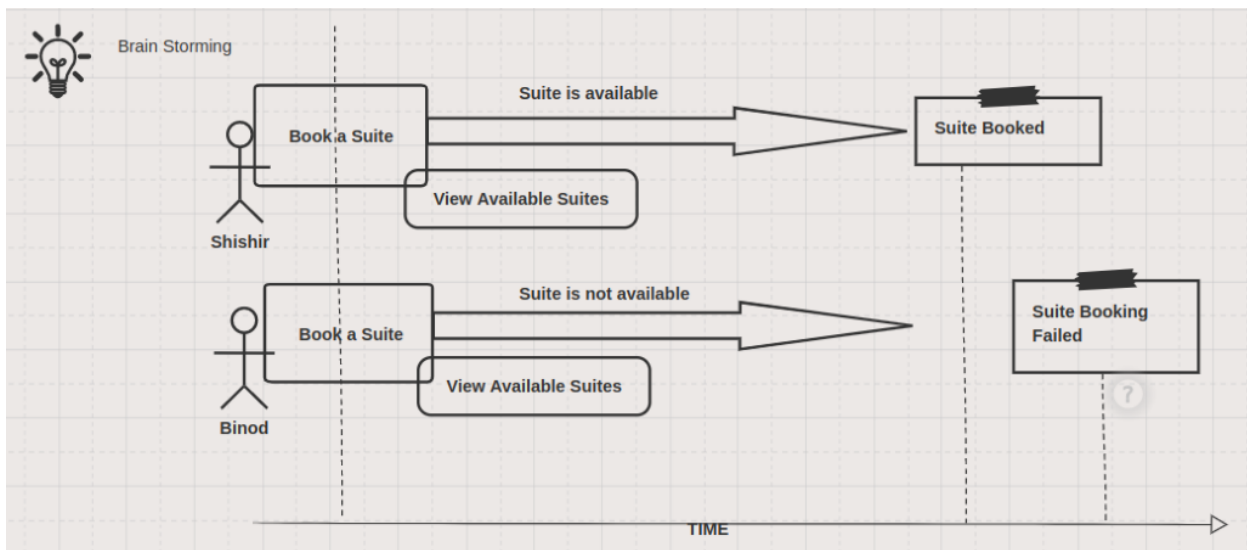 Brain Storming
Suite is available
Book a Suite
Suite Booked
View Available Suites
Shishir
Suite is not available
Book a Suite
Suite Booking
Failed
View Available Suites
?
Binod
TIME